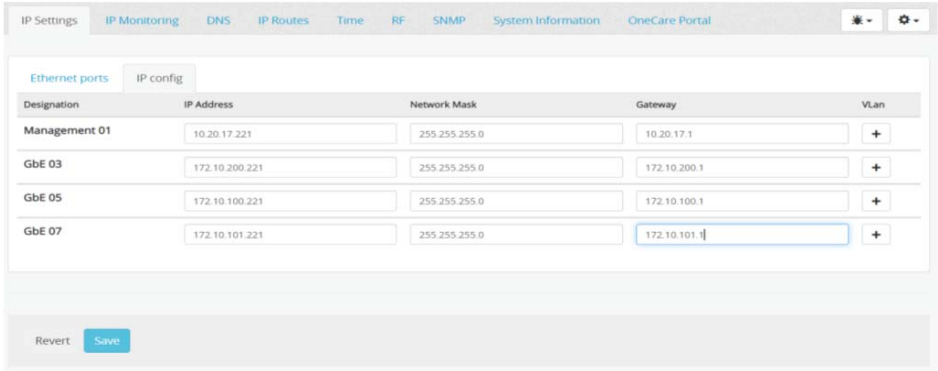 IP Settings IP Monitoring DNS IP Routes Time RF SNMP System Information OneCare Portal
Ethernet ports IP config
Designation IP Address Network Mask Gateway VLan
Management 01 10.20.17.221 255.255.255.0 10.20.17.1 +
GbE 03 172.10.200.221 255.255.255.0 172.10.200.1 +
GbE 05 172.10.100.221 255.255.255.0 172.10.100.1 +
GbE 07 172.10.101.221 255.255.255.0 172.10.101.1 +
Revert Save